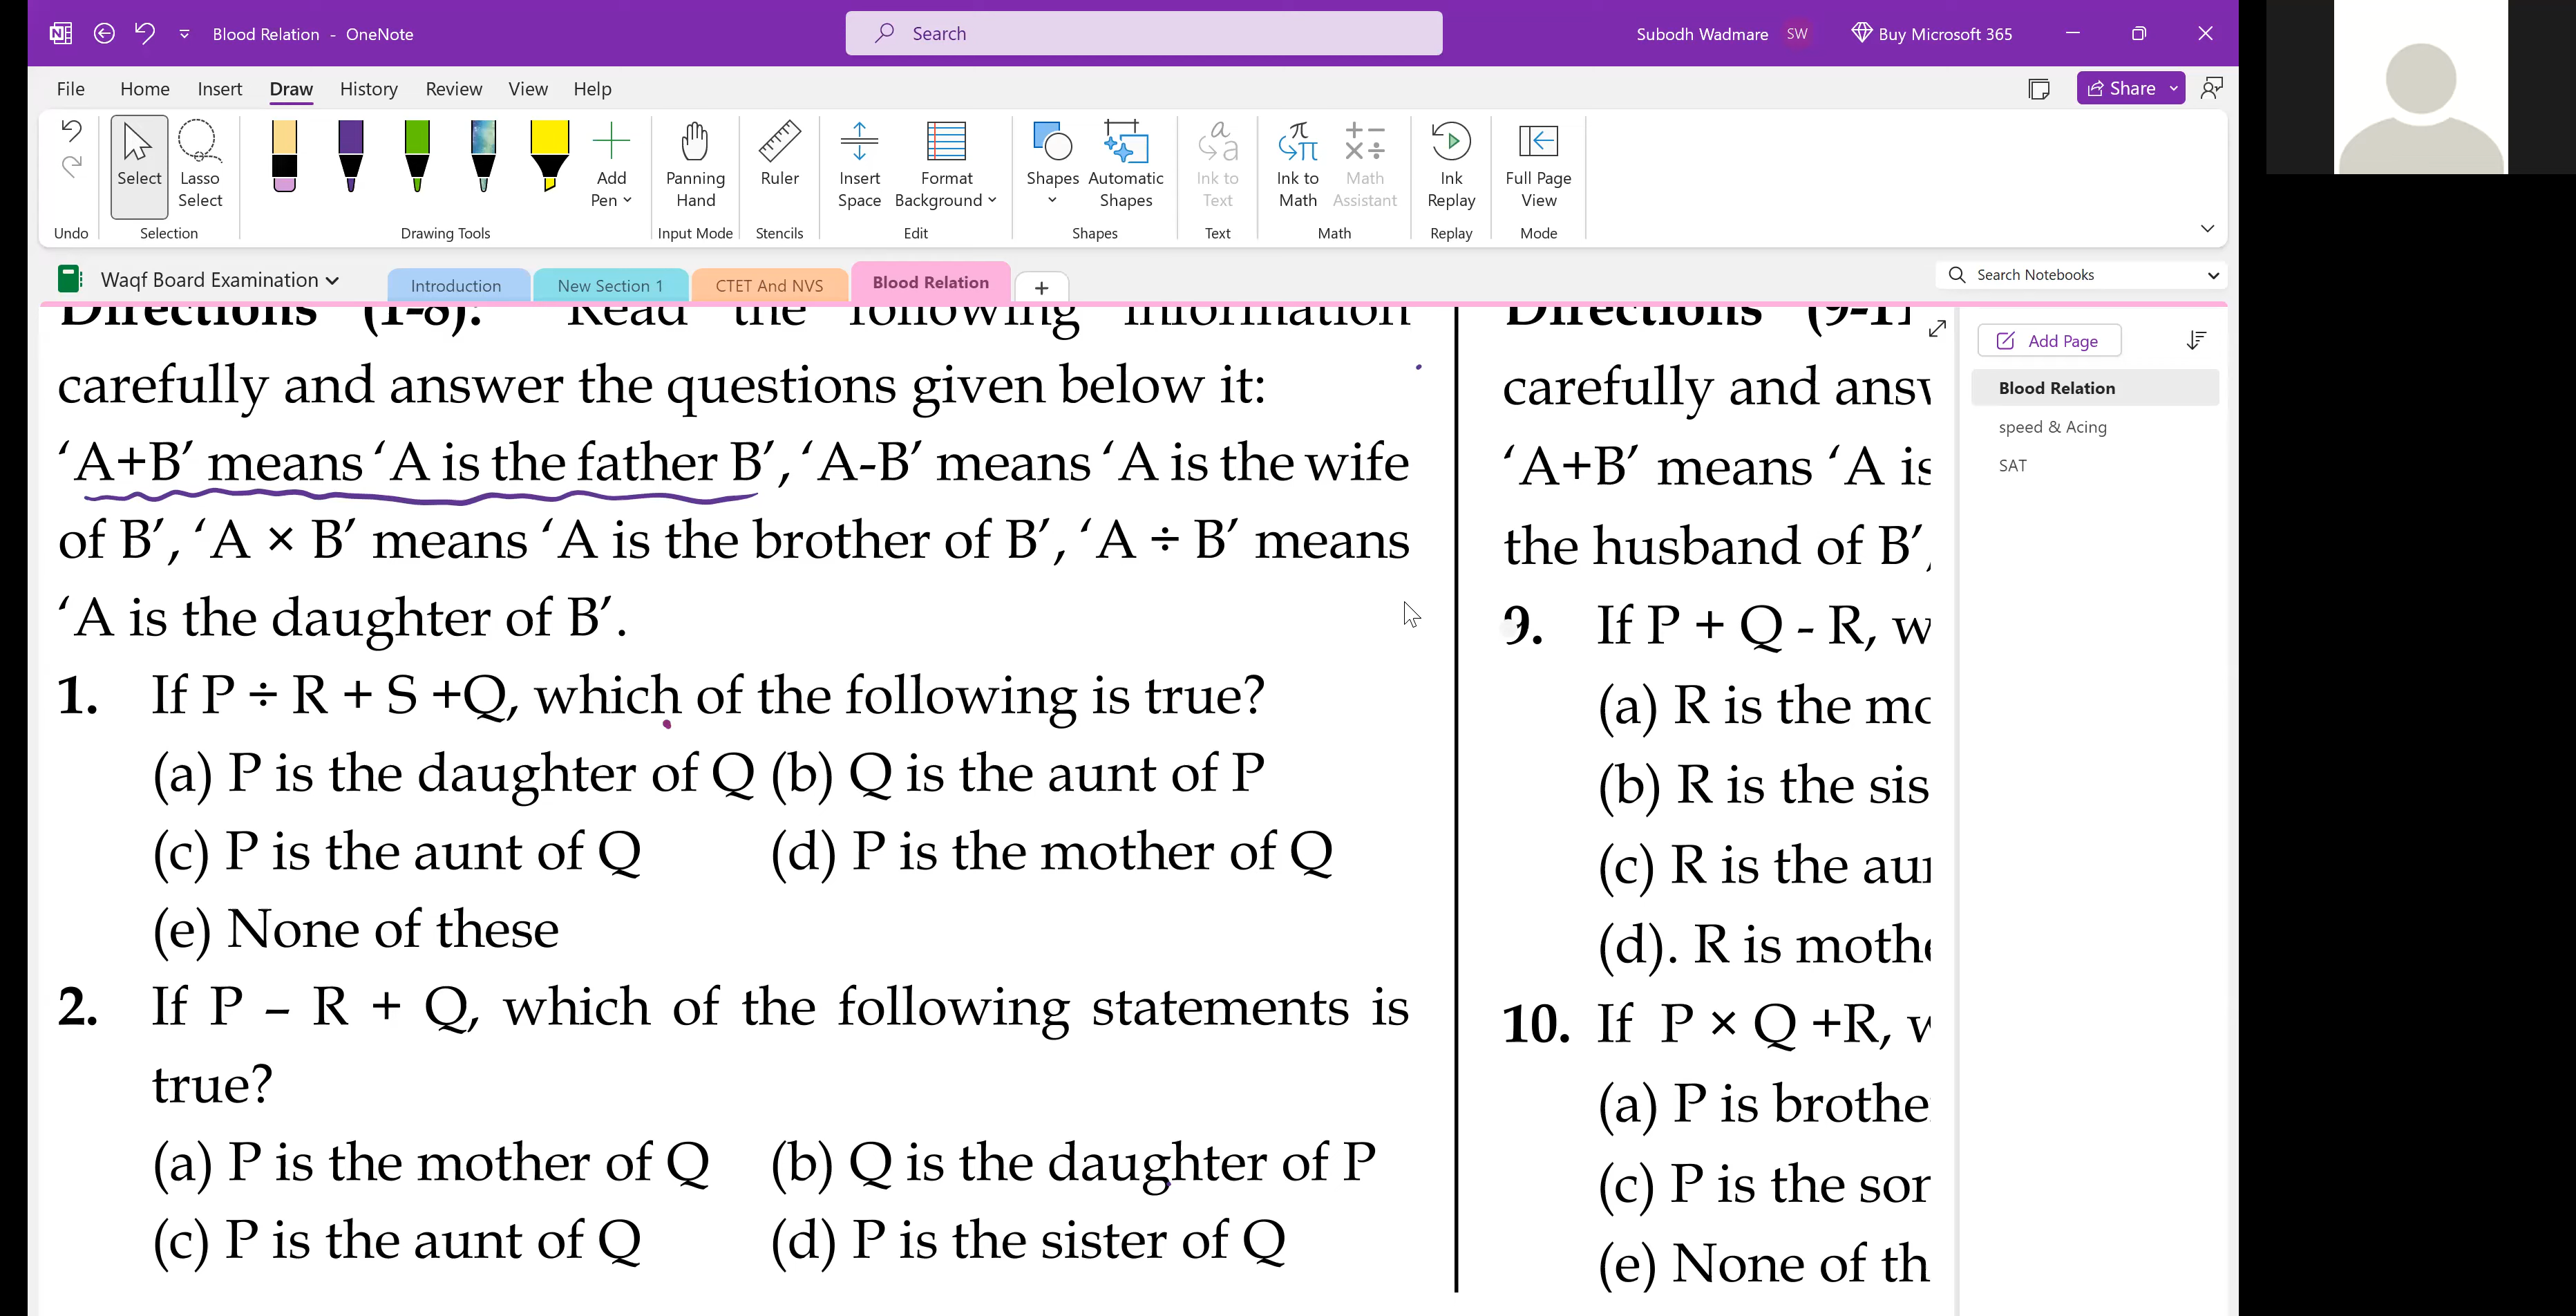 Blood Relation - OneNote
Search
Subodh Wadmare SW
Buy Microsoft 365
File Home Insert Draw History Review View Help
Share
Select
Lasso Select
Add Pen
Panning Hand
Ruler
Insert Space
Format Background
Shapes
Automatic Shapes
Ink to Text
Ink to Math
Math Assistant
Ink Replay
Full Page View
Undo Selection Drawing Tools Input Mode Stencils Edit Shapes Text Math Replay Mode
Waqf Board Examination
Introduction New Section 1 CTET And NVS Blood Relation +
Search Notebooks
Directions (1-8): Read the following information
carefully and answer the questions given below it:
‘A+B’ means ‘A is the father B’, ‘A-B’ means ‘A is the wife
of B’, ‘A × B’ means ‘A is the brother of B’, ‘A ÷ B’ means
‘A is the daughter of B’.
1. If P ÷ R + S +Q, which of the following is true?
(a) P is the daughter of Q (b) Q is the aunt of P
(c) P is the aunt of Q (d) P is the mother of Q
(e) None of these
2. If P – R + Q, which of the following statements is
true?
(a) P is the mother of Q (b) Q is the daughter of P
(c) P is the aunt of Q (d) P is the sister of Q
Directions
carefully and
‘A+B’ means ‘A is
the husband of B’,
9. If P + Q - R,
(a) R is the
(b) R is the
(c) R is the
(d). R is
10. If P × Q +R,
(a) P is
(c) P is the
(e) None of
Add Page
Blood Relation
speed & Acing
SAT